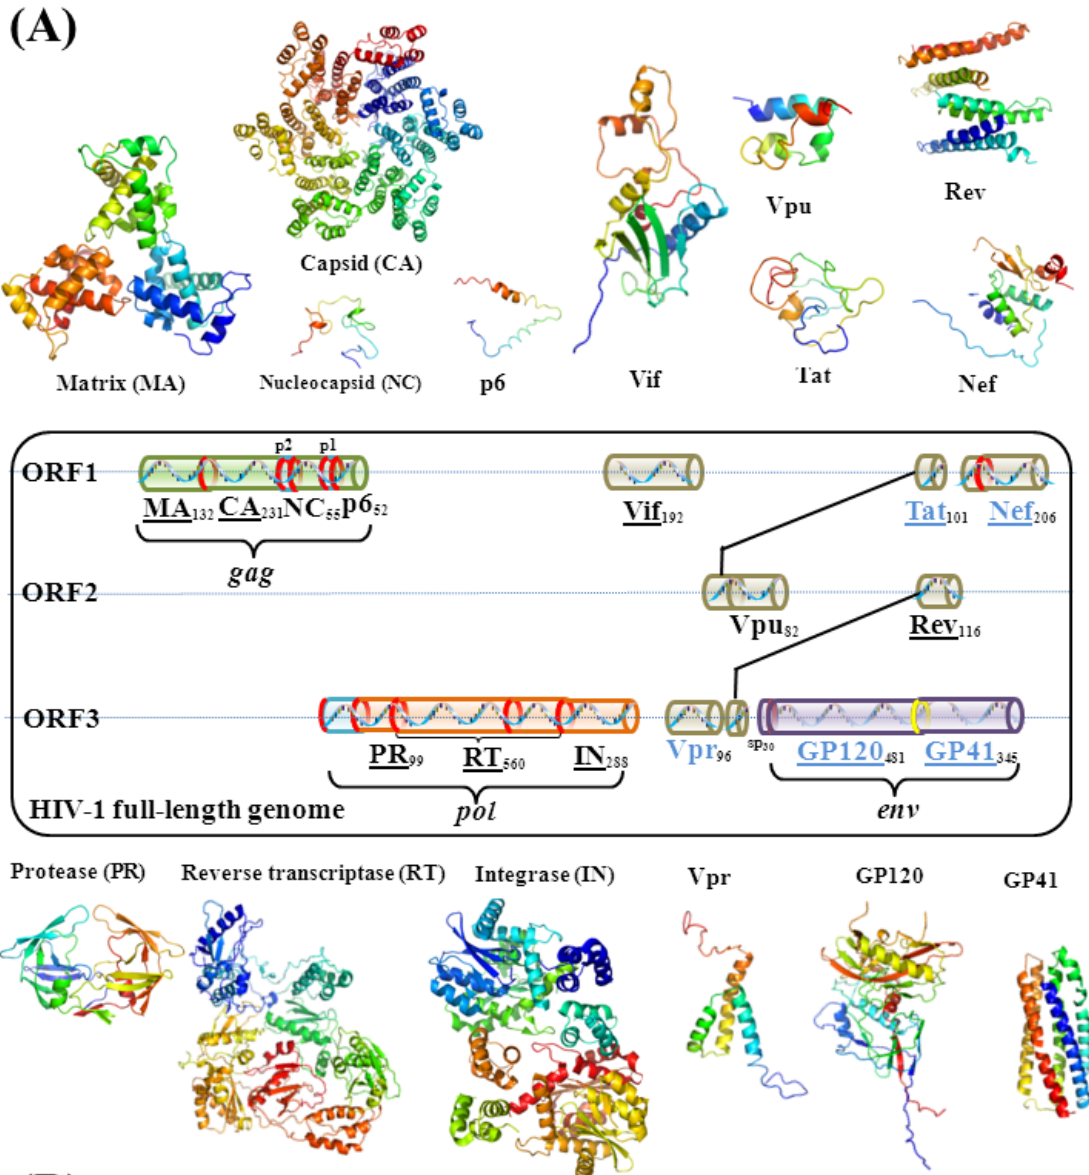 (A)
Capsid (CA)
Vpu
Rev
Matrix (MA)
Nucleocapsid (NC)
p6
Vif
Tat
Nef
ORF1
p2
p1
MA132 CA231 NC55 p652
Vif192
Tat101
Nef206
gag
ORF2
Vpu82
Rev116
ORF3
PR99
RT560
IN288
Vpr96
sp30
GP120481
GP41345
HIV-1 full-length genome
pol
env
Protease (PR)
Reverse transcriptase (RT)
Integrase (IN)
Vpr
GP120
GP41